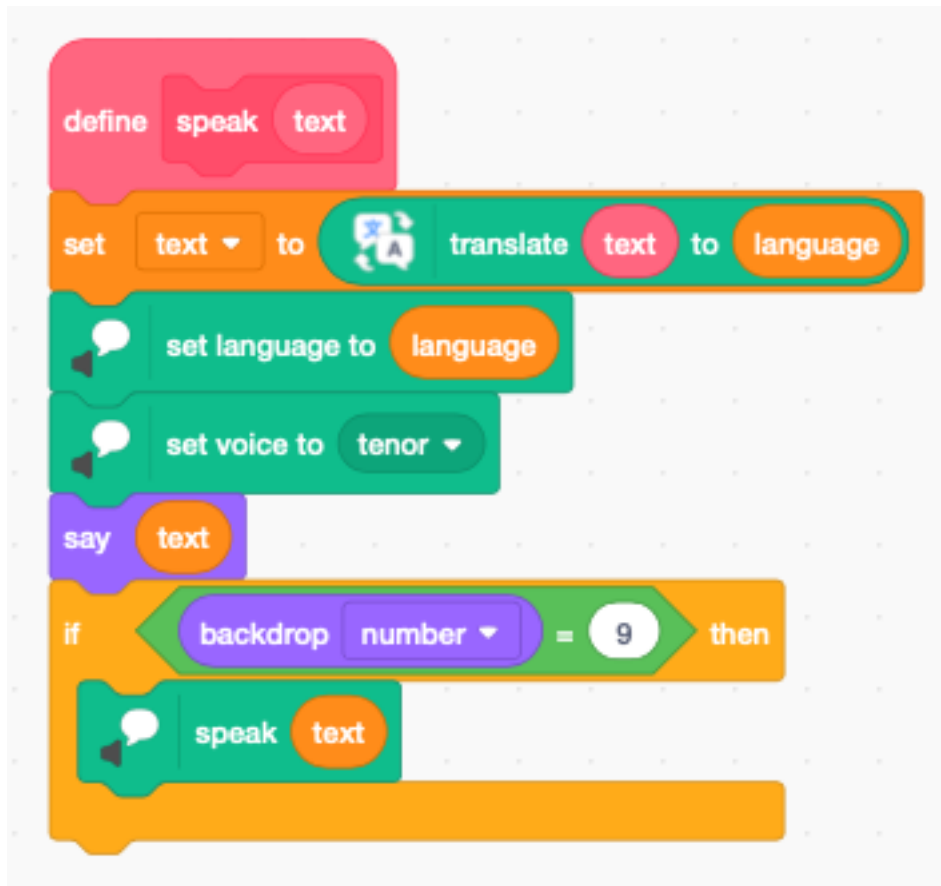 define speak text
set text to translate text to language
set language to language
set voice to tenor
say text
if backdrop number = 9 then
speak text